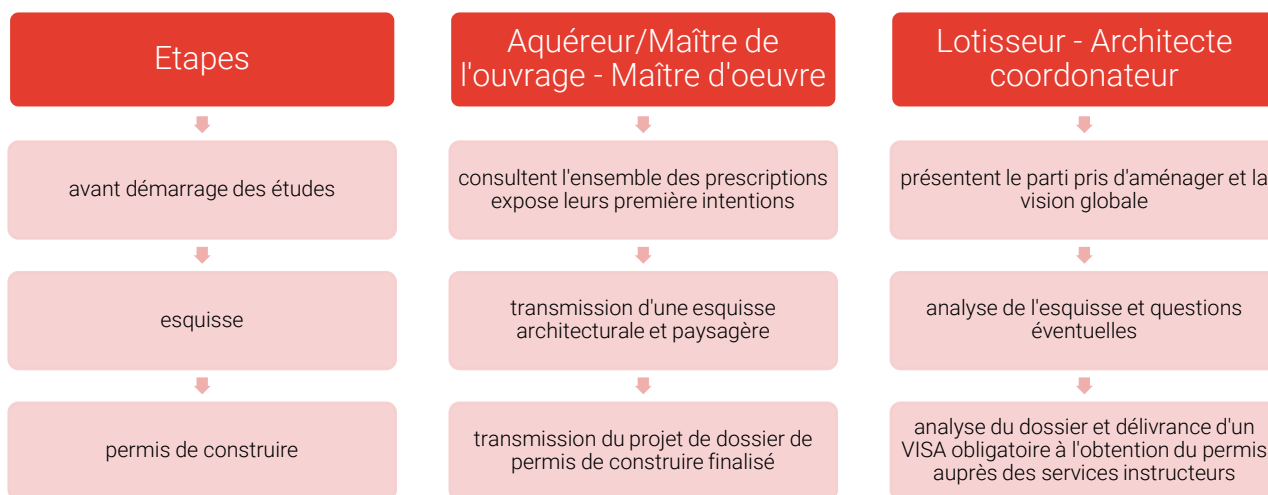 Etapes
avant démarrage des études
esquisse
permis de construire
Aquéreur/Maître de
l'ouvrage - Maître d'oeuvre
consultent l'ensemble des prescriptions
expose leurs première intentions
transmission d'une esquisse
architecturale et paysagère
transmission du projet de dossier de
permis de construire finalisé
Lotisseur - Architecte
coordonateur
présentent le parti pris d'aménager et la
vision globale
analyse de l'esquisse et questions
éventuelles
analyse du dossier et délivrance d'un
VISA obligatoire à l'obtention du permis
auprès des services instructeurs